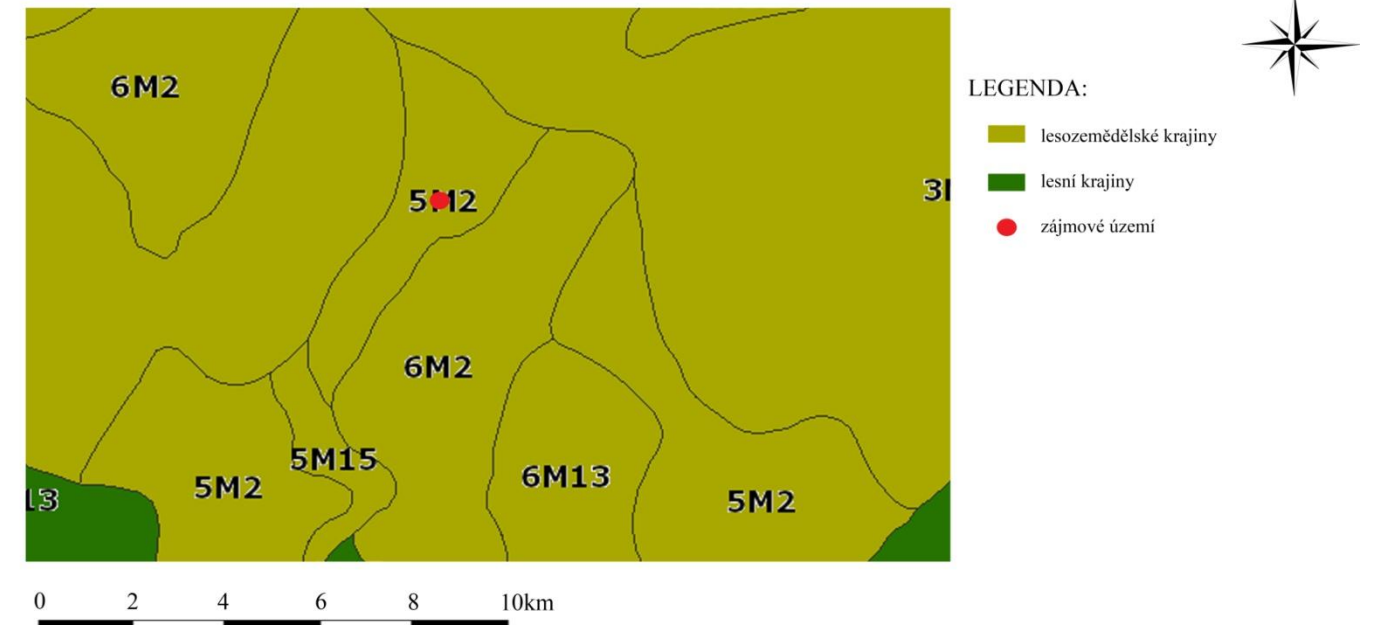 6M2
LEGENDA:
lesozemědělské krajiny
lesní krajiny
5M2
zájmové území
6M2
5M15
5M2
6M13
5M2
13
0 2 4 6 8 10km